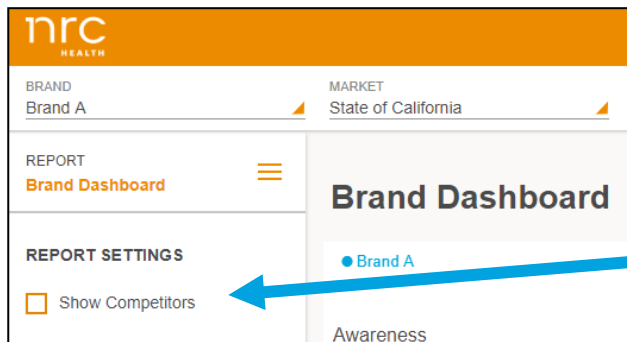 nrc
HEALTH
BRAND
Brand A
MARKET
State of California
REPORT
Brand Dashboard
Brand Dashboard
REPORT SETTINGS
Brand A
Show Competitors
Awareness